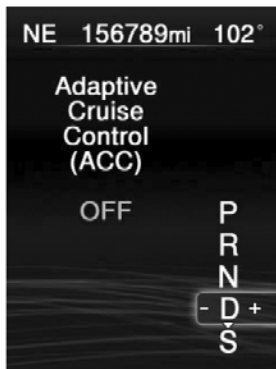 NE 156789mi 102°
Adaptive
Cruise
Control
(ACC)
OFF P
R
N
- D +
S